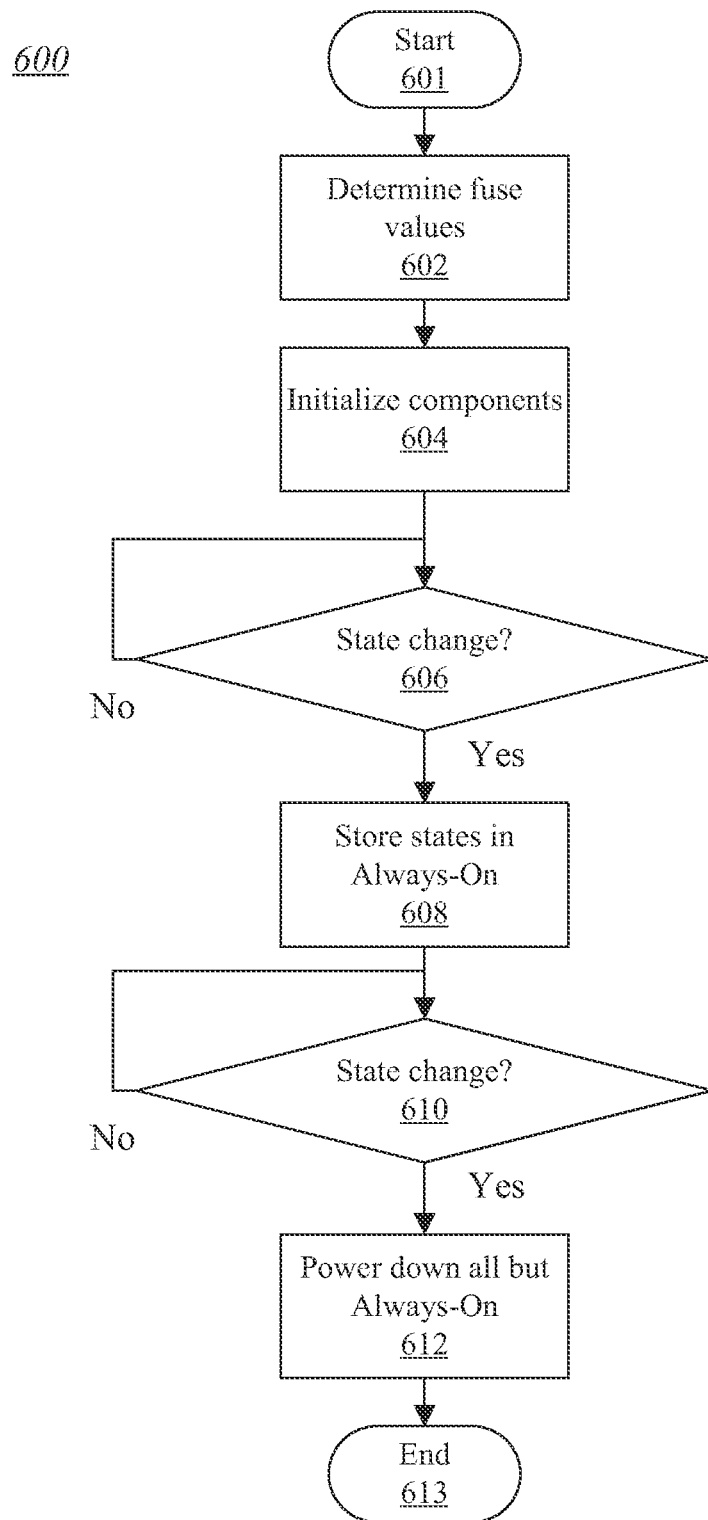 600
Start
601
Determine fuse
values
602
Initialize components
604
State change?
606
No
Yes
Store states in
Always-On
608
State change?
610
No
Yes
Power down all but
Always-On
612
End
613